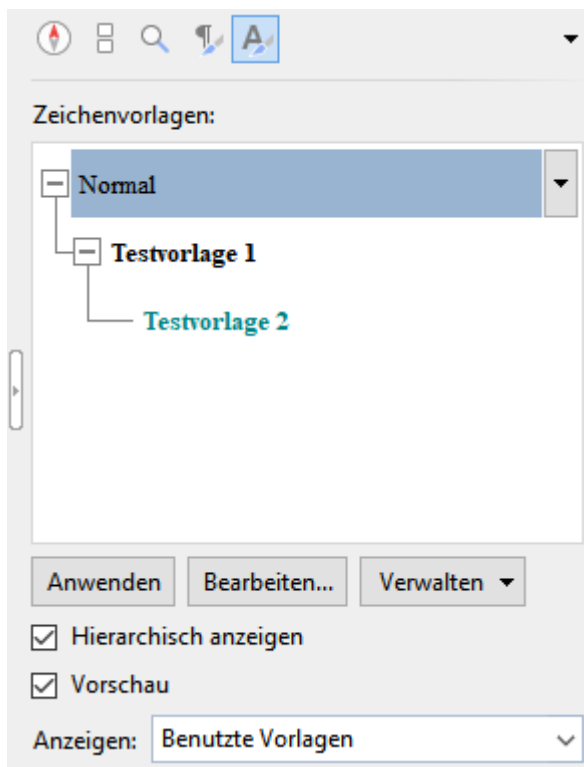 Zeichenvorlagen:
Normal
Testvorlage 1
Testvorlage 2
Anwenden Bearbeiten... Verwalten
Hierarchisch anzeigen
Vorschau
Anzeigen: Benutzte Vorlagen